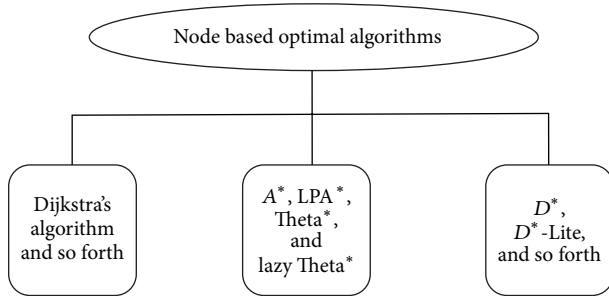 Node based optimal algorithms
Dijkstra's
algorithm
and so forth
A*, LPA*,
Theta*,
and
lazy Theta*
D*,
D*-Lite,
and so forth